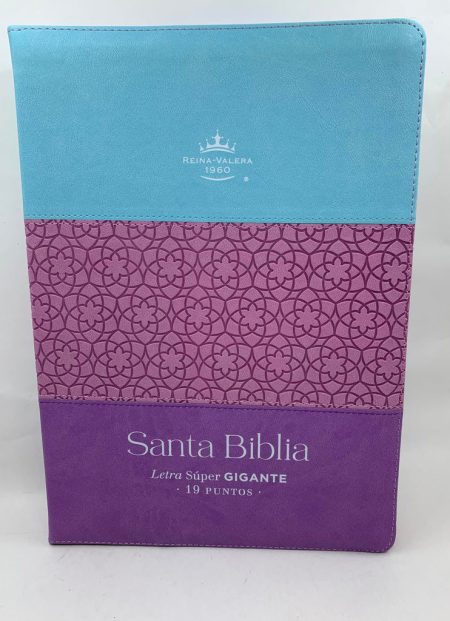 REINA-VALERA
1960
®
Santa Biblia
Letra Súper GIGANTE
· 19 PUNTOS ·